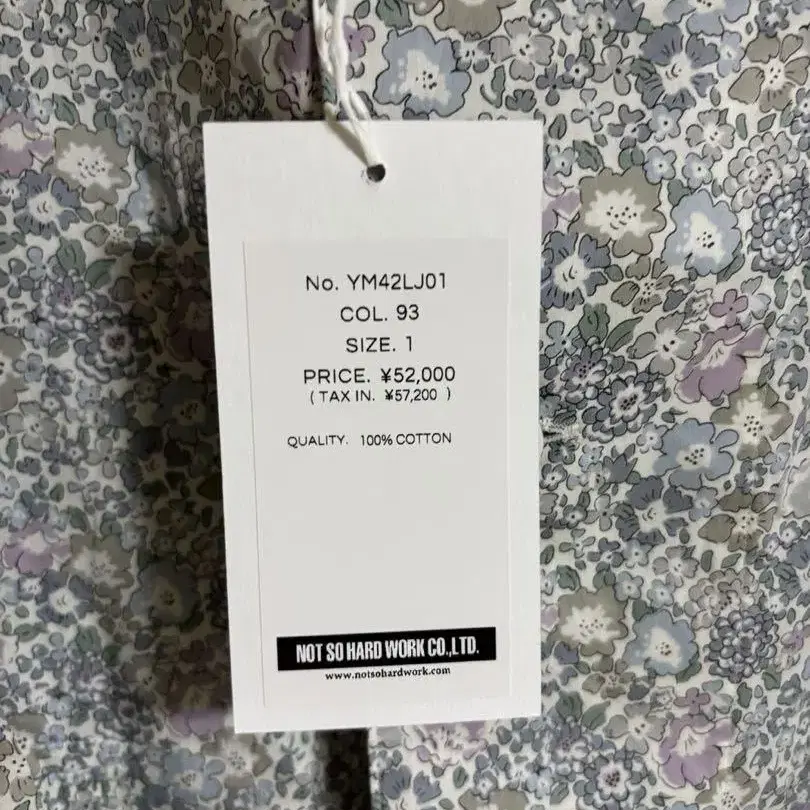 No. YM42LJ01
COL. 93
SIZE. 1
PRICE. ¥52,000
( TAX IN. ¥57,200 )
QUALITY. 100% COTTON
NOT SO HARD WORK CO.,LTD.
www.notsohardwork.com